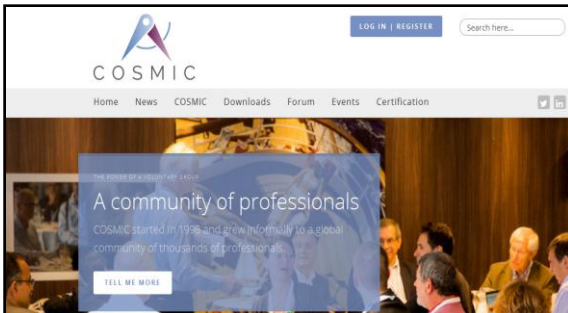 LOG IN | REGISTER
Search here...
COSMIC
Home News COSMIC Downloads Forum Events Certification
THE POWER OF A VOLUNTARY GROUP
A community of professionals
COSMIC started in 1998 and grew informally to a global
community of thousands of professionals.
TELL ME MORE